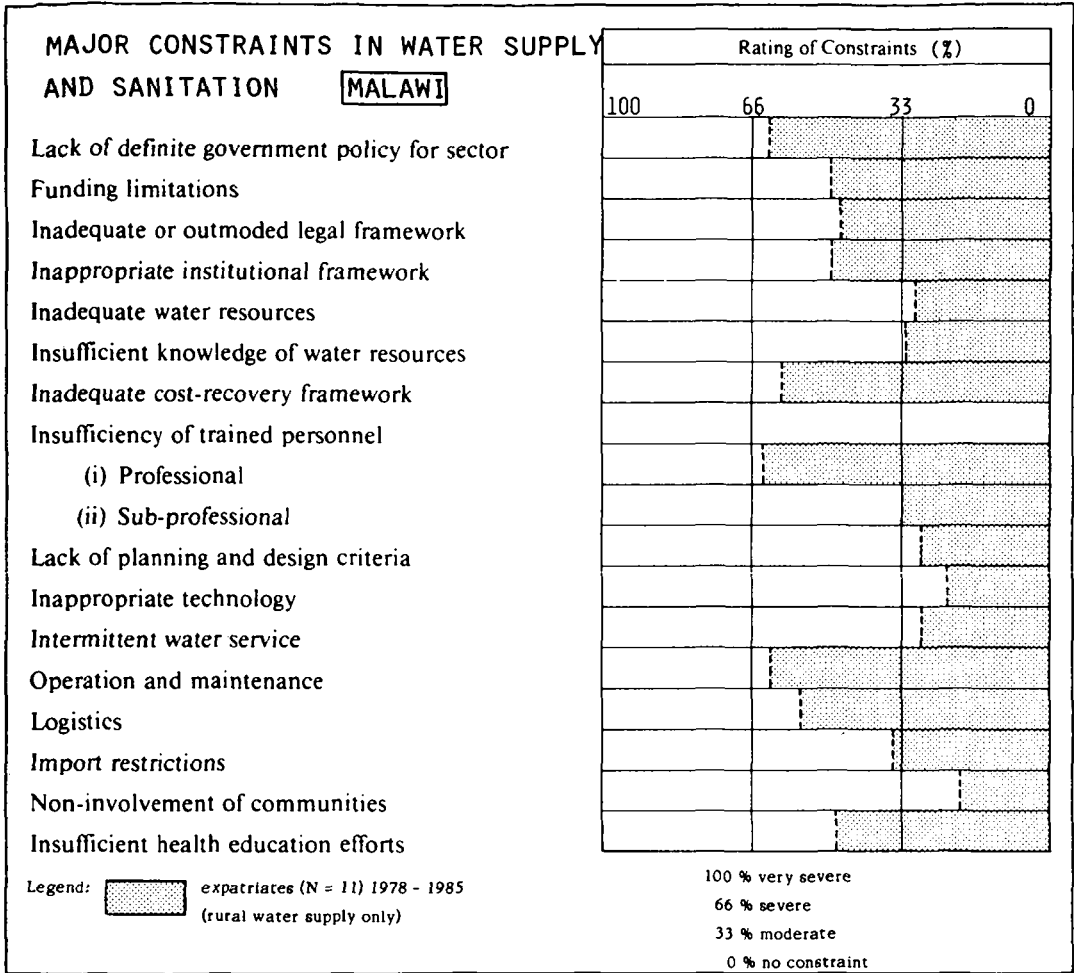 MAJOR CONSTRAINTS IN WATER SUPPLY
AND SANITATION MALAWI
Rating of Constraints (%)
100 66 33 0
Lack of definite government policy for sector
Funding limitations
Inadequate or outmoded legal framework
Inappropriate institutional framework
Inadequate water resources
Insufficient knowledge of water resources
Inadequate cost-recovery framework
Insufficiency of trained personnel
(i) Professional
(ii) Sub-professional
Lack of planning and design criteria
Inappropriate technology
Intermittent water service
Operation and maintenance
Logistics
Import restrictions
Non-involvement of communities
Insufficient health education efforts
Legend: expatriates (N = 11) 1978 - 1985
(rural water supply only)
100 % very severe
66 % severe
33 % moderate
0 % no constraint